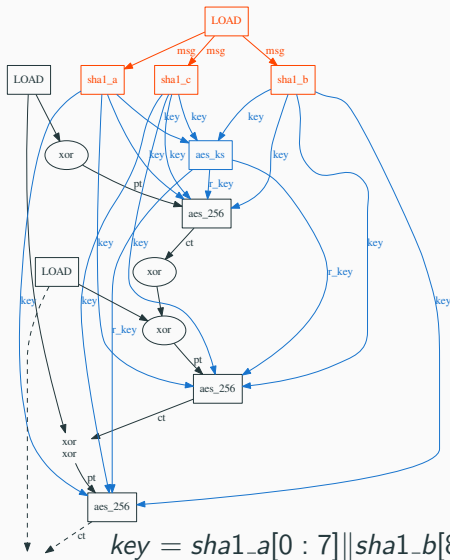 LOAD
msg
msg
msg
LOAD
sha1_a
sha1_c
sha1_b
key
key
key
xor
aes_ks
key
key
key
pt
r_key
aes_256
ct
key
key
LOAD
xor
r_key
key
key
key
key
r_key
xor
pt
aes_256
ct
xor
xor
pt
aes_256
ct
key = sha1_a[0 : 7]||sha1_b[8